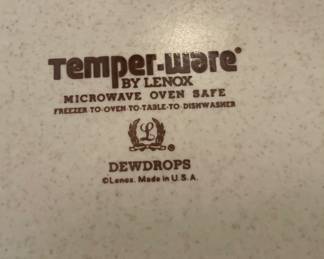 Temper-ware®
BY LENOX
MICROWAVE OVEN SAFE
FREEZER-TO-OVEN-TO-TABLE-TO-DISHWASHER
L ®
DEWDROPS
©Lenox. Made in U.S.A.